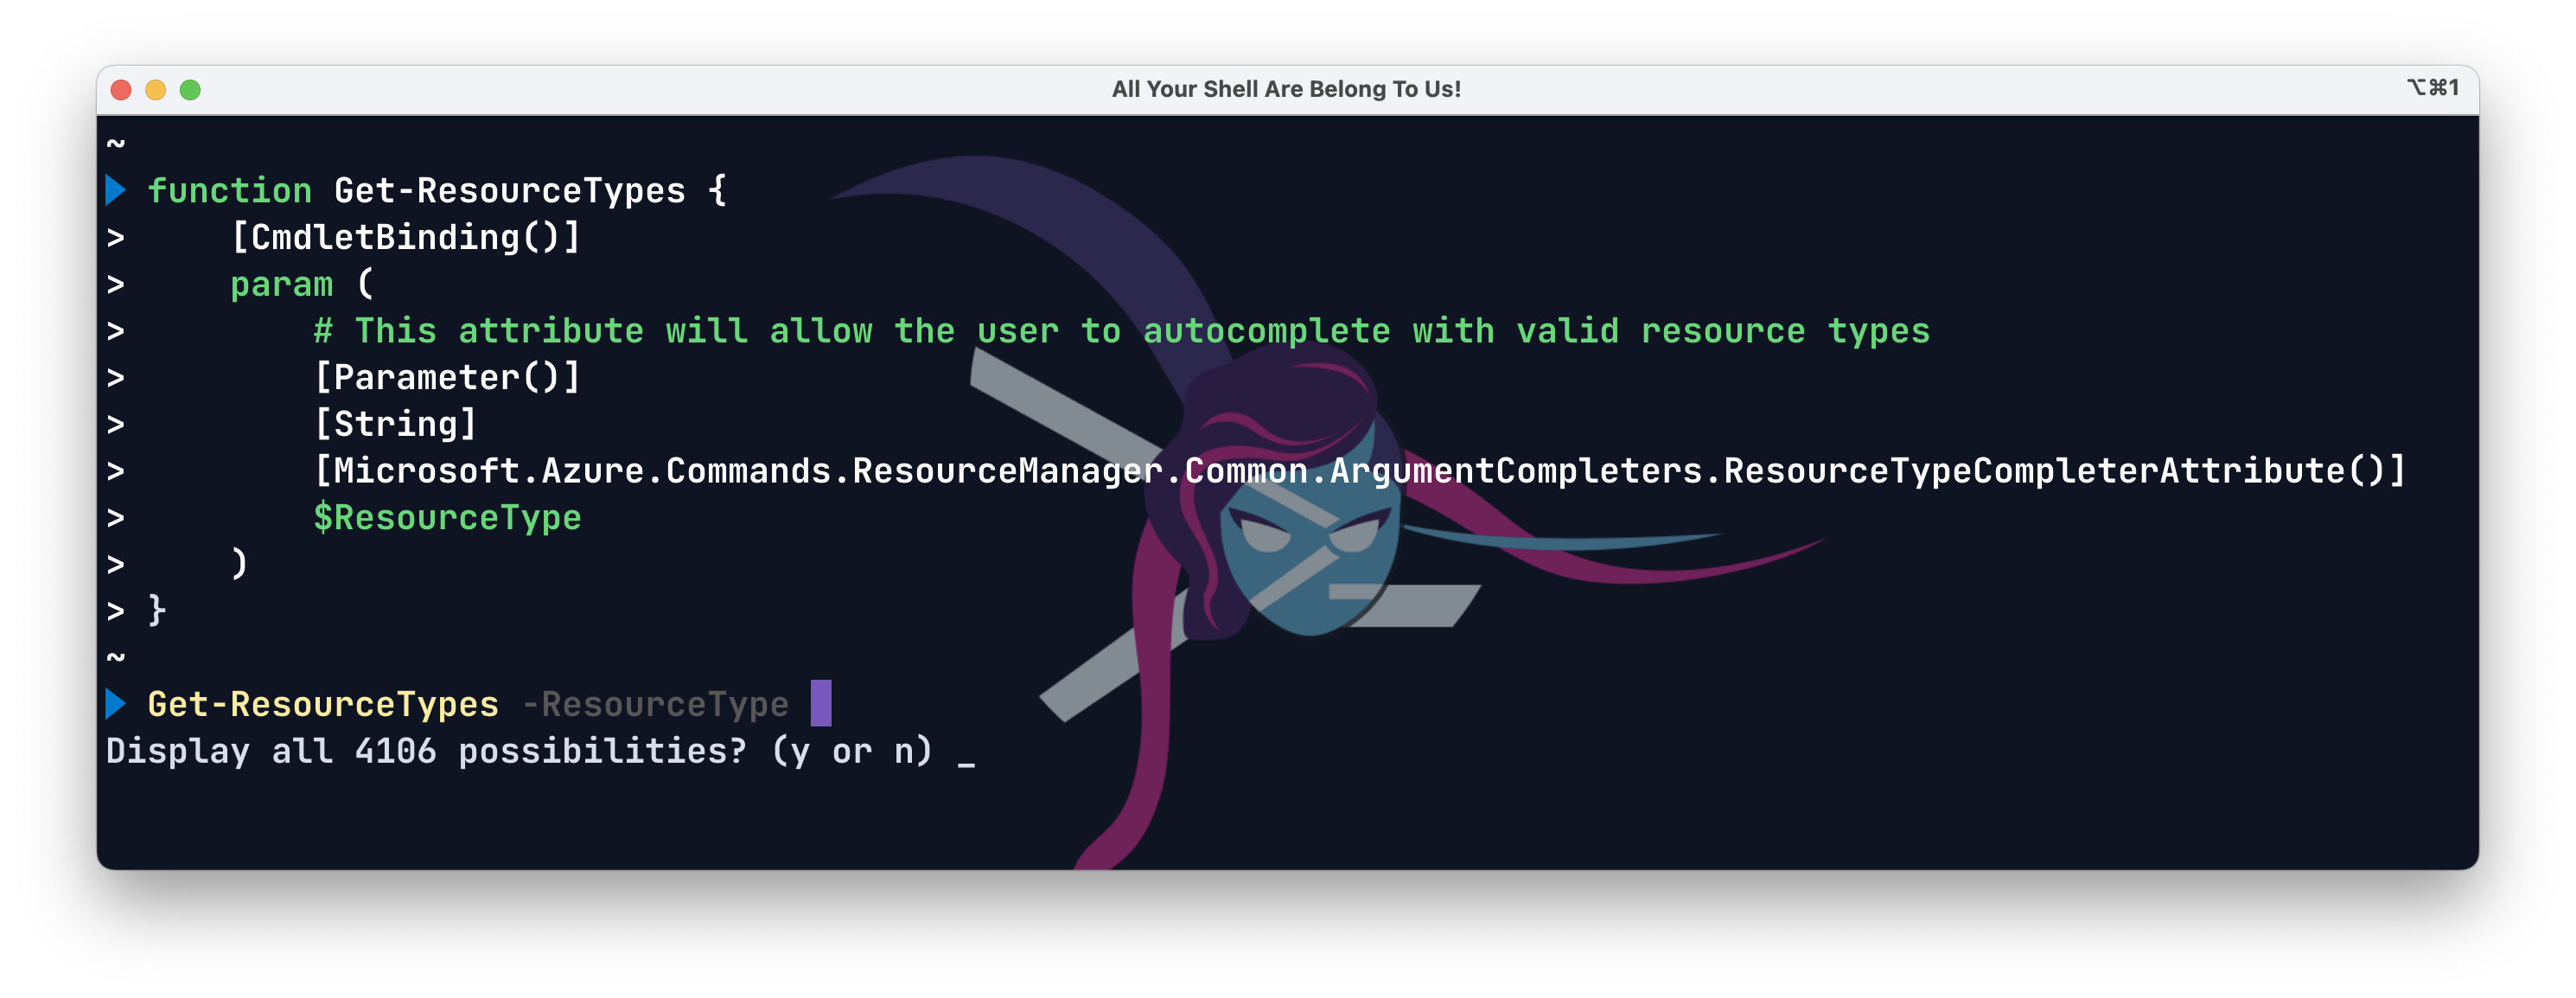 All Your Shell Are Belong To Us! ⌥⌘1
~
function Get-ResourceTypes {
>     [CmdletBinding()]
>     param (
>         # This attribute will allow the user to autocomplete with valid resource types
>         [Parameter()]
>         [String]
>         [Microsoft.Azure.Commands.ResourceManager.Common.ArgumentCompleters.ResourceTypeCompleterAttribute()]
>         $ResourceType
>     )
> }
~
Get-ResourceTypes -ResourceType
Display all 4106 possibilities? (y or n) _